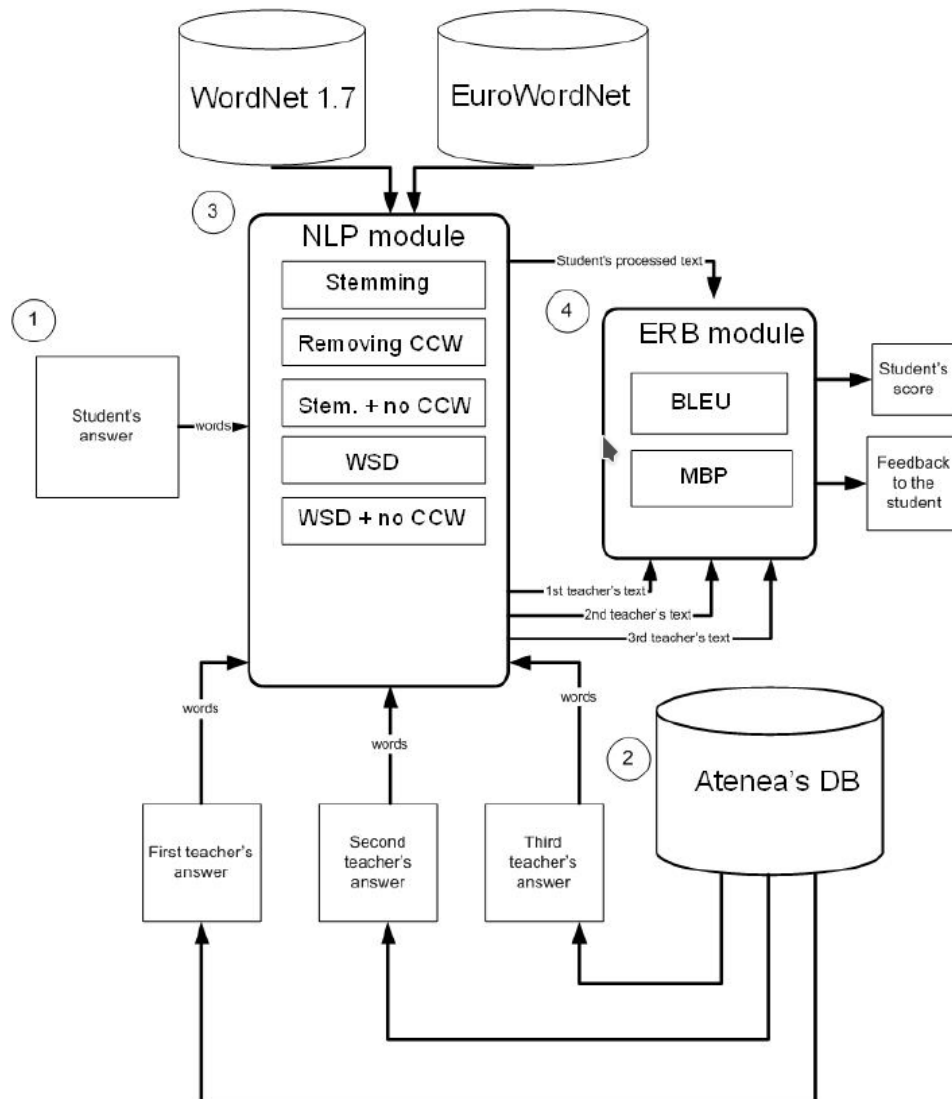 WordNet 1.7
EuroWordNet
3
NLP module
Stemming
Removing CCW
Stem. + no CCW
WSD
WSD + no CCW
Student's processed text
4
ERB module
BLEU
MBP
Student's
score
Feedback
to the
student
1
Student's
answer
words
1st teacher's text
2nd teacher's text
3rd teacher's text
words
words
words
2
Atenea's DB
First teacher's
answer
Second
teacher's
answer
Third
teacher's
answer